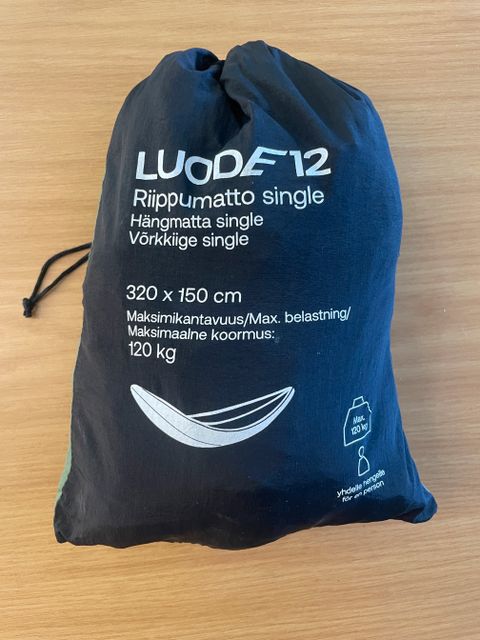 LUODE 12
Riippumatto single
Hängmatta single
Võrkkiige single
320 x 150 cm
Maksimikantavuus/Max. belastning/
Maksimaalne koormus:
120 kg
Max.
120 kg
yhdelle hengelle
för en person